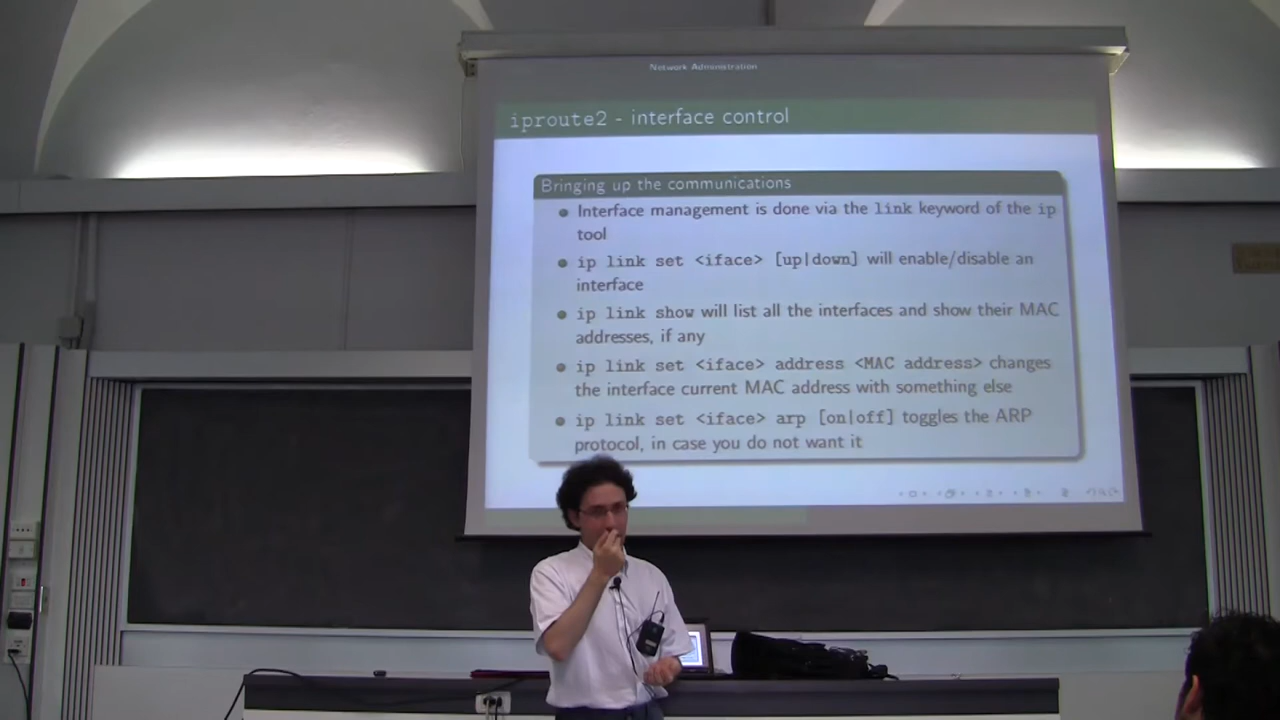 Network Administration
iproute2 - interface control
Bringing up the communications
Interface management is done via the link keyword of the ip
tool
ip link set <iface> [up|down] will enable/disable an
interface
ip link show will list all the interfaces and show their MAC
addresses, if any
ip link set <iface> address <MAC address> changes
the interface current MAC address with something else
ip link set <iface> arp [on|off] toggles the ARP
protocol, in case you do not want it